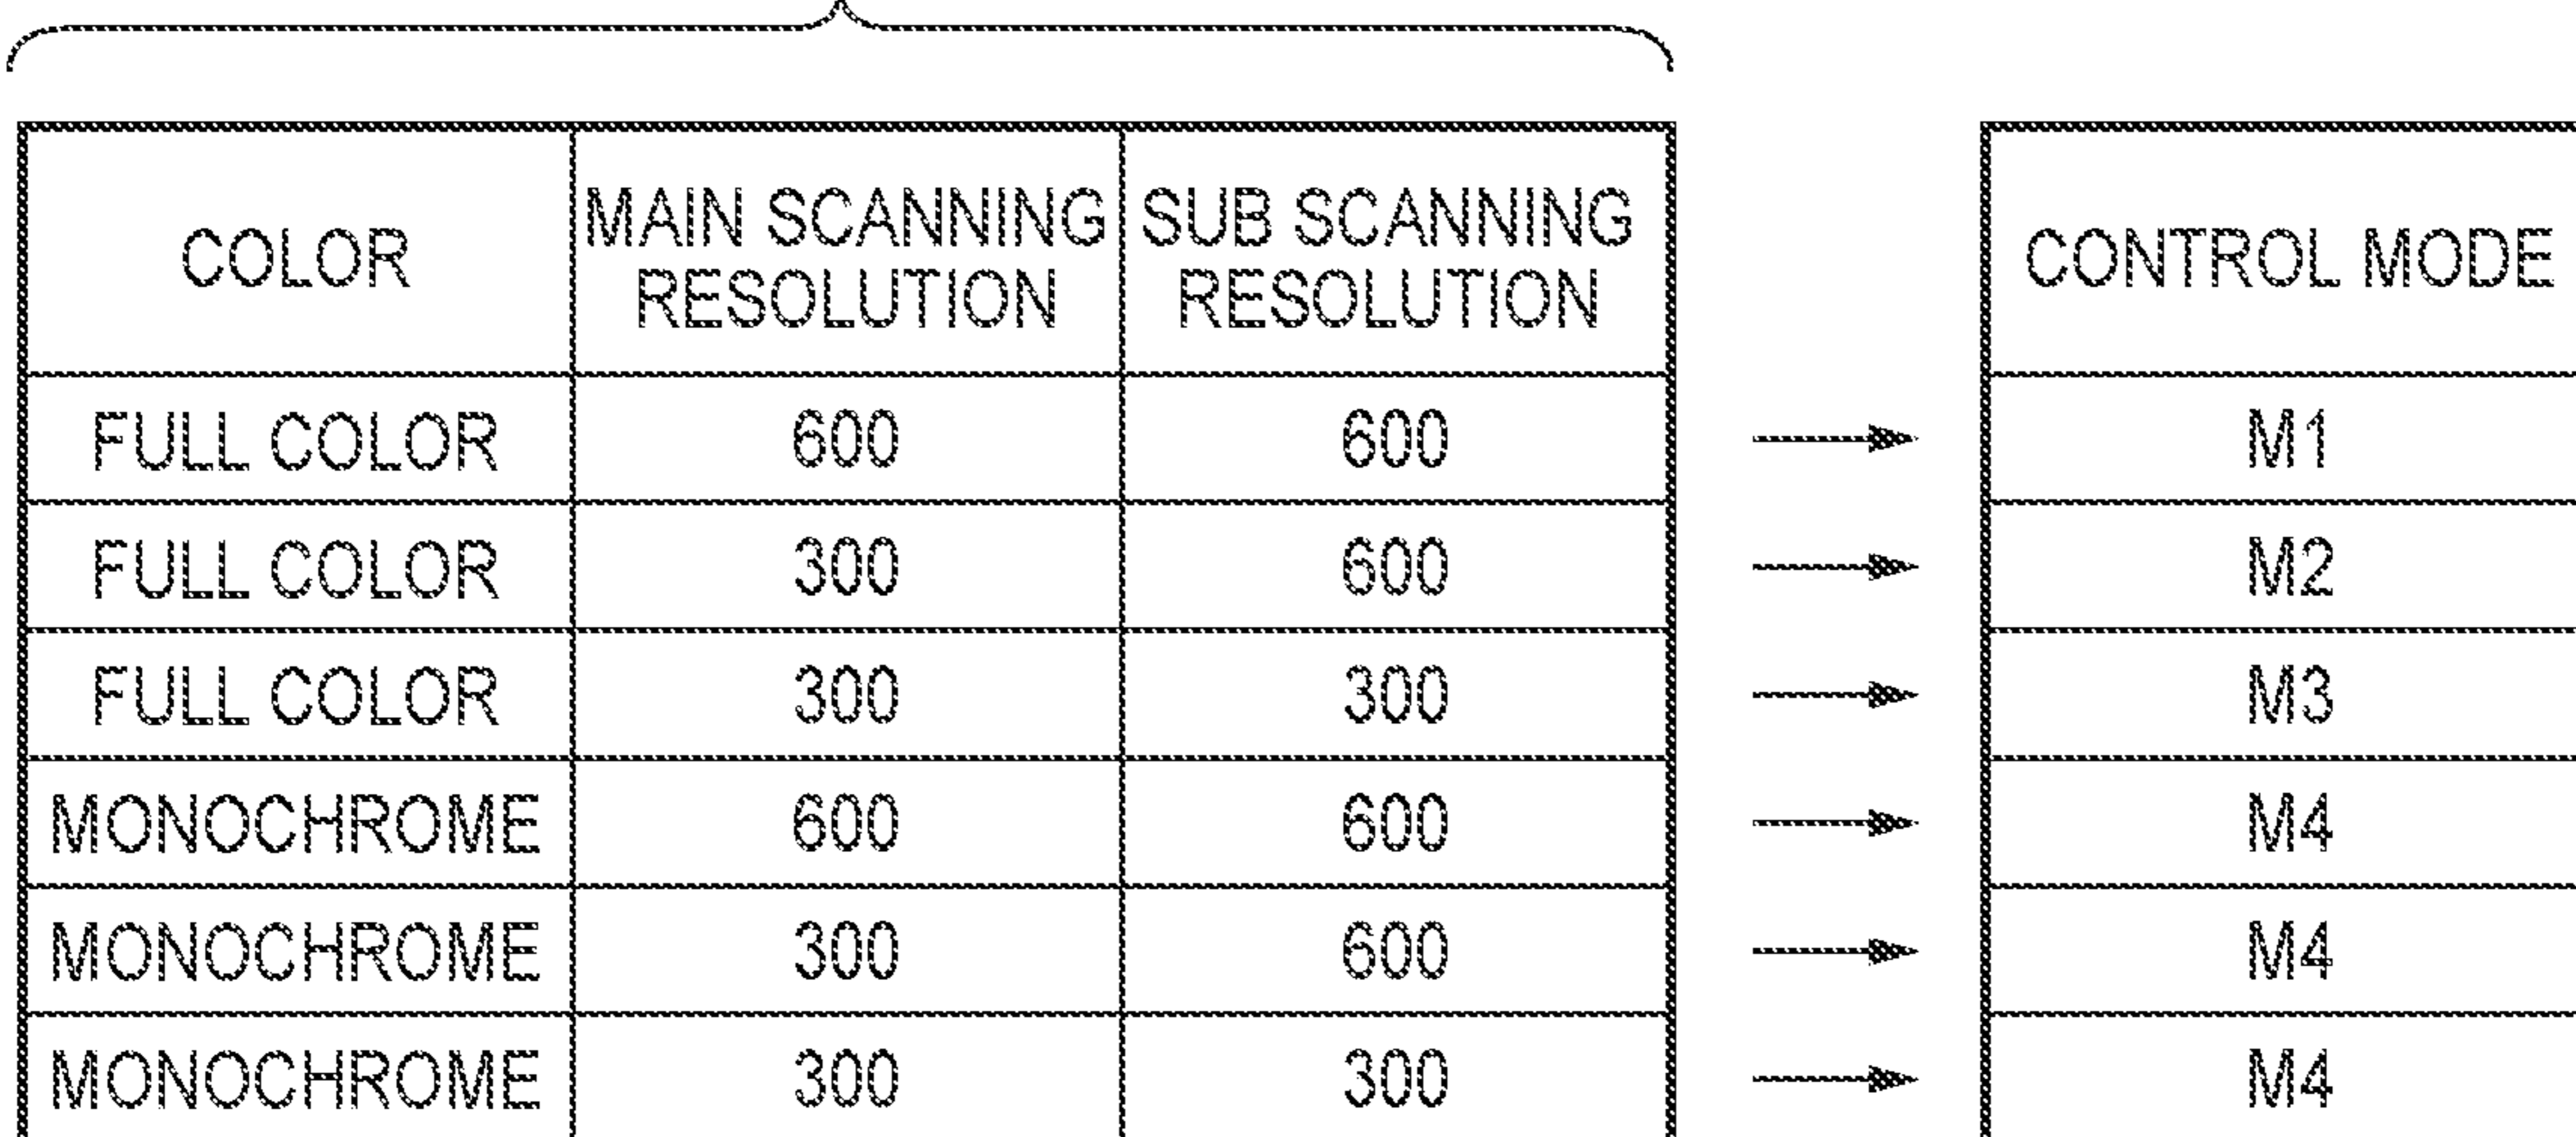 COLOR MAIN SCANNING RESOLUTION SUB SCANNING RESOLUTION CONTROL MODE
FULL COLOR 600 600 M1
FULL COLOR 300 600 M2
FULL COLOR 300 300 M3
MONOCHROME 600 600 M4
MONOCHROME 300 600 M4
MONOCHROME 300 300 M4